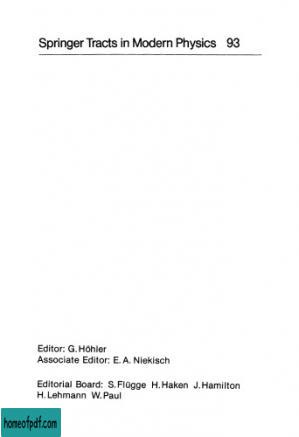 Springer Tracts in Modern Physics 93
Editor: G. Höhler
Associate Editor: E. A. Niekisch
Editorial Board: S. Flügge H. Haken J. Hamilton
H. Lehmann W. Paul
homeofpdf.com